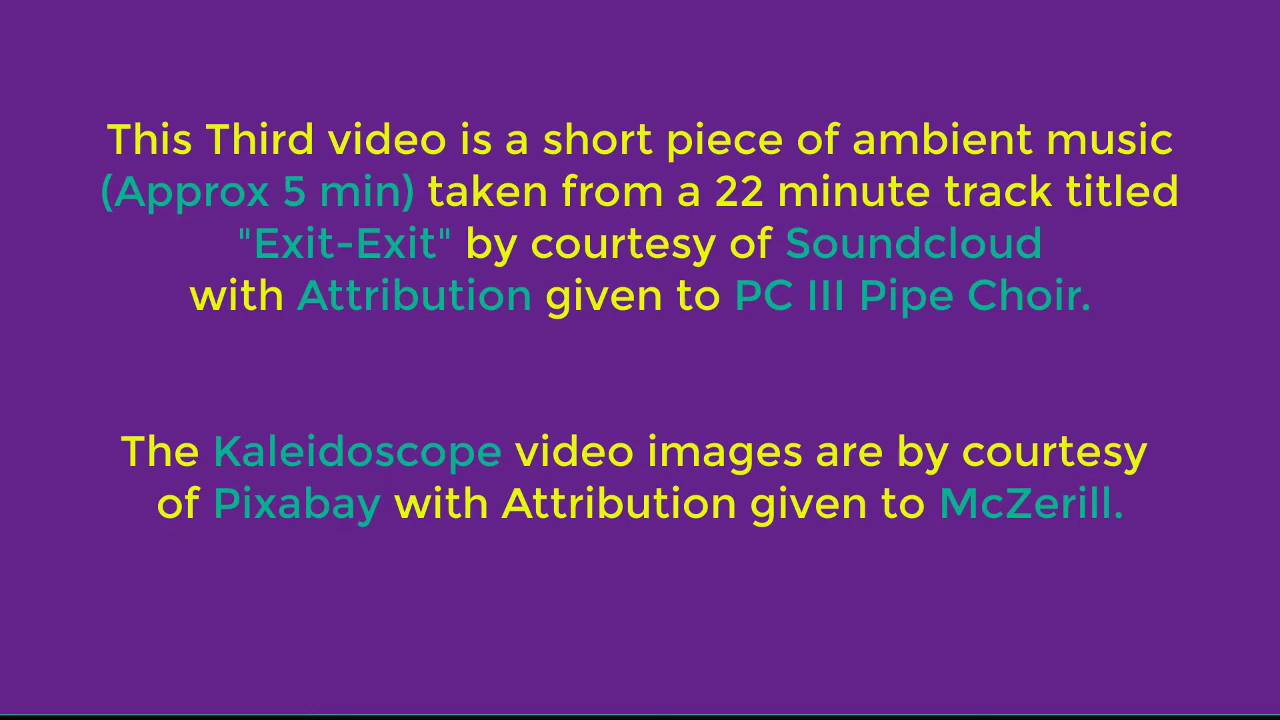 This Third video is a short piece of ambient music
(Approx 5 min) taken from a 22 minute track titled
"Exit-Exit" by courtesy of Soundcloud
with Attribution given to PC III Pipe Choir.
The Kaleidoscope video images are by courtesy
of Pixabay with Attribution given to McZerill.